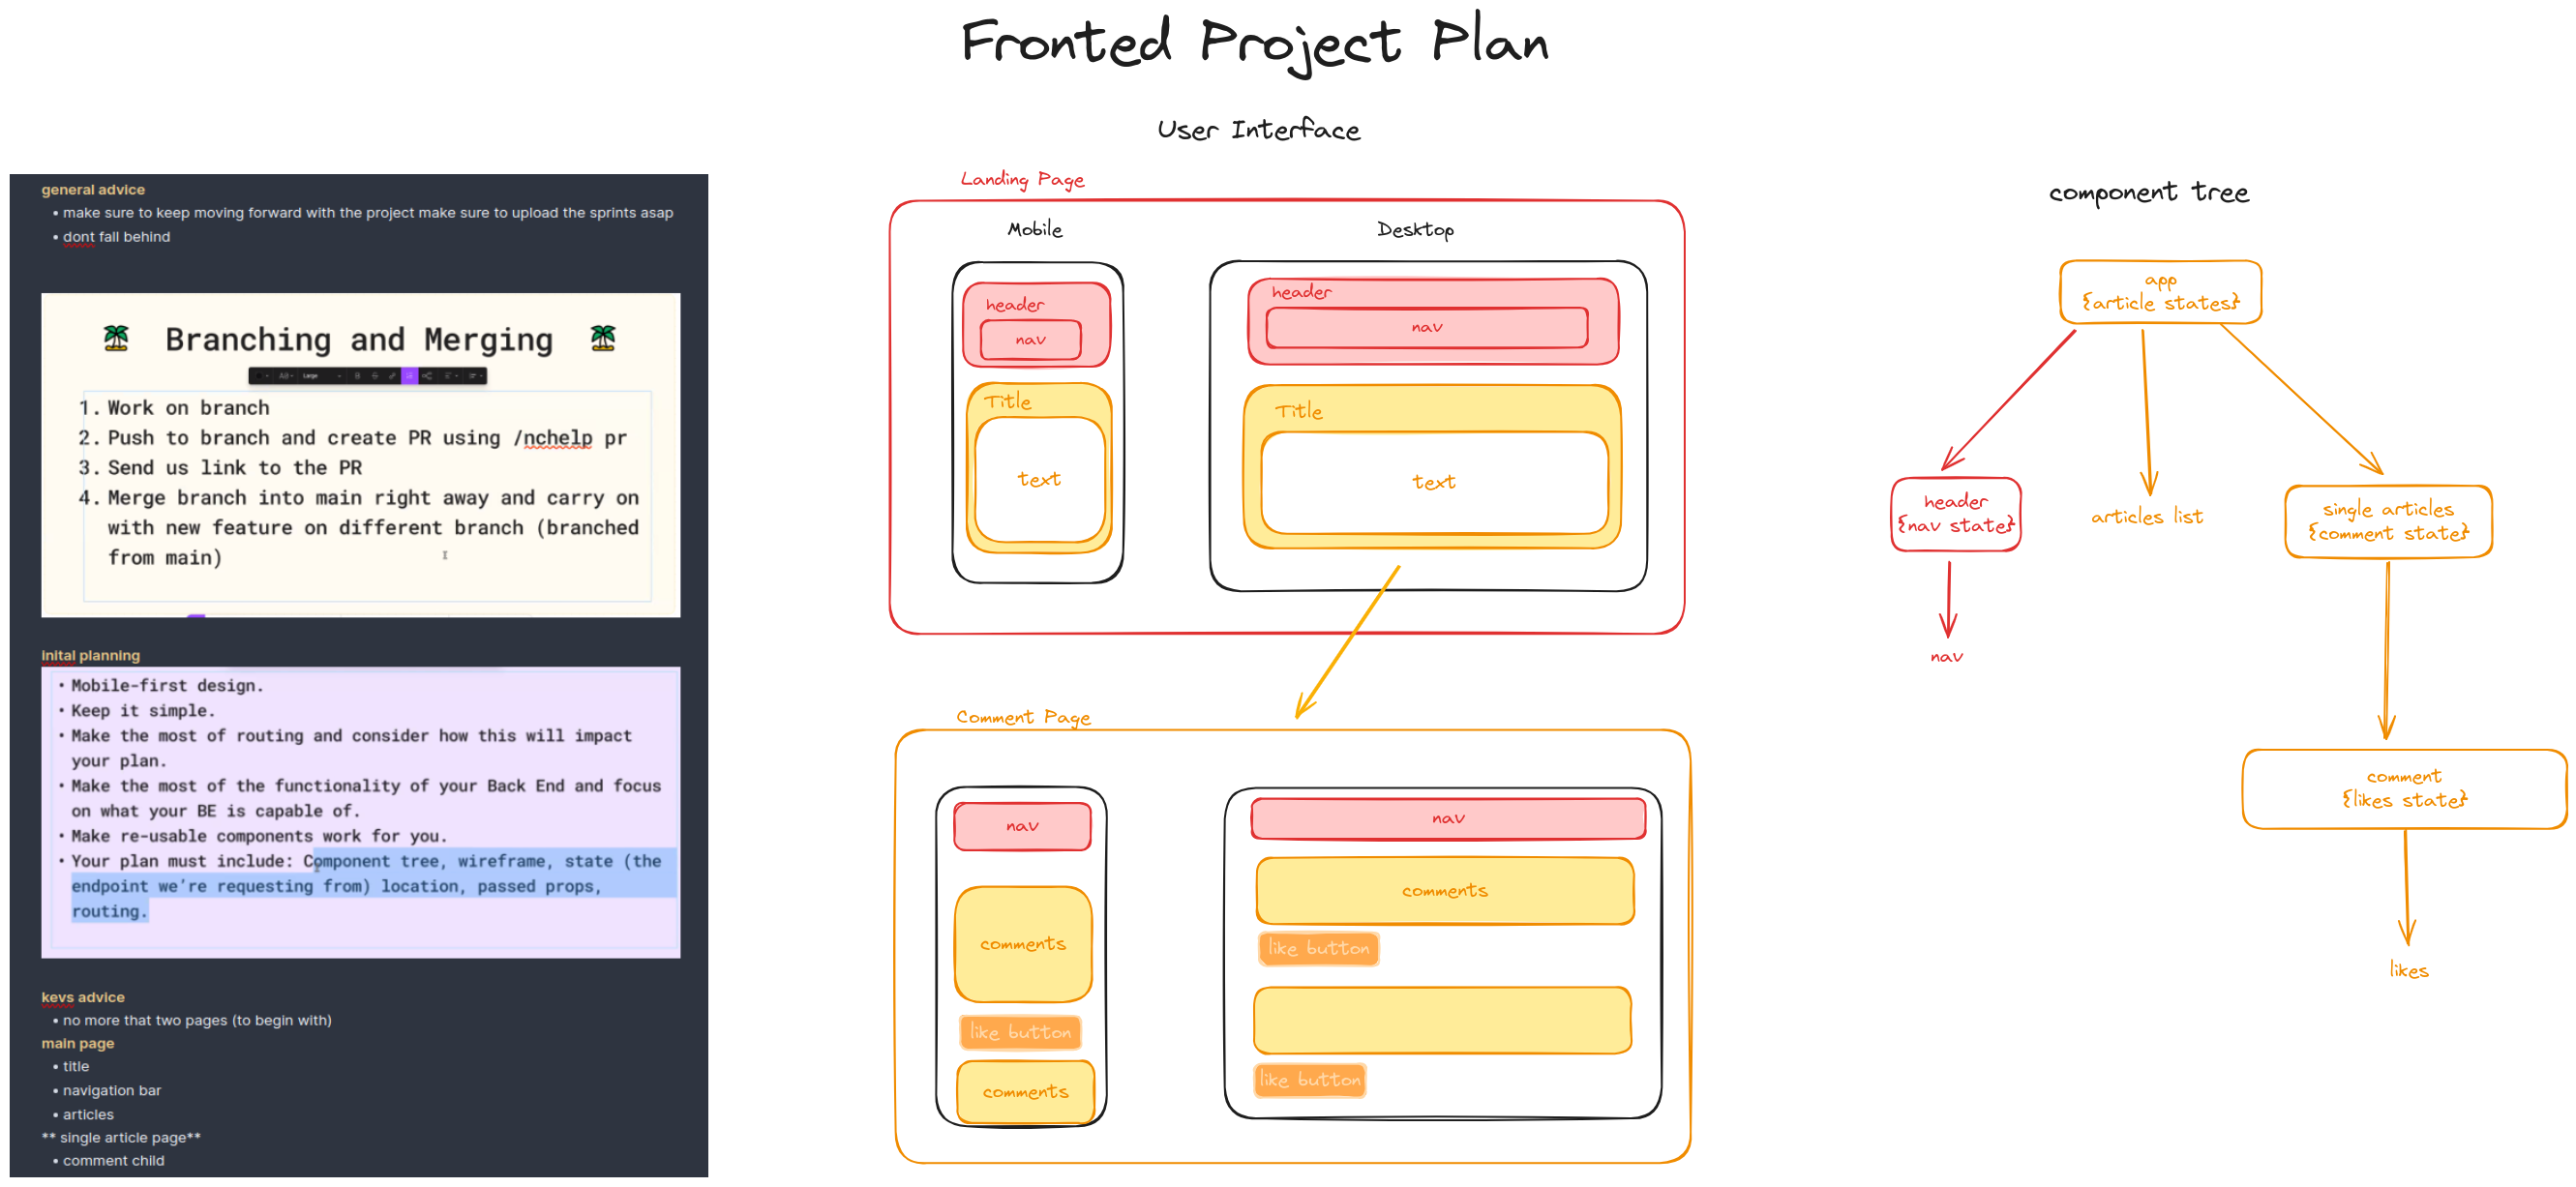 Fronted Project Plan
general advice
• make sure to keep moving forward with the project make sure to upload the sprints asap
• dont fall behind
Branching and Merging
Large
1. Work on branch
2. Push to branch and create PR using /nchelp pr
3. Send us link to the PR
4. Merge branch into main right away and carry on
with new feature on different branch (branched
from main)
inital planning
• Mobile-first design.
• Keep it simple.
• Make the most of routing and consider how this will impact
your plan.
• Make the most of the functionality of your Back End and focus
on what your BE is capable of.
• Make re-usable components work for you.
• Your plan must include: Component tree, wireframe, state (the
endpoint we're requesting from) location, passed props,
routing.
kevs advice
• no more that two pages (to begin with)
main page
• title
• navigation bar
• articles
** single article page**
• comment child
User Interface
Landing Page
Mobile
header
nav
Title
text
Desktop
header
nav
Title
text
Comment Page
nav
comments
like button
comments
nav
comments
like button
like button
component tree
app
{article states}
header
{nav state}
articles list
single articles
{comment state}
nav
comment
{likes state}
likes